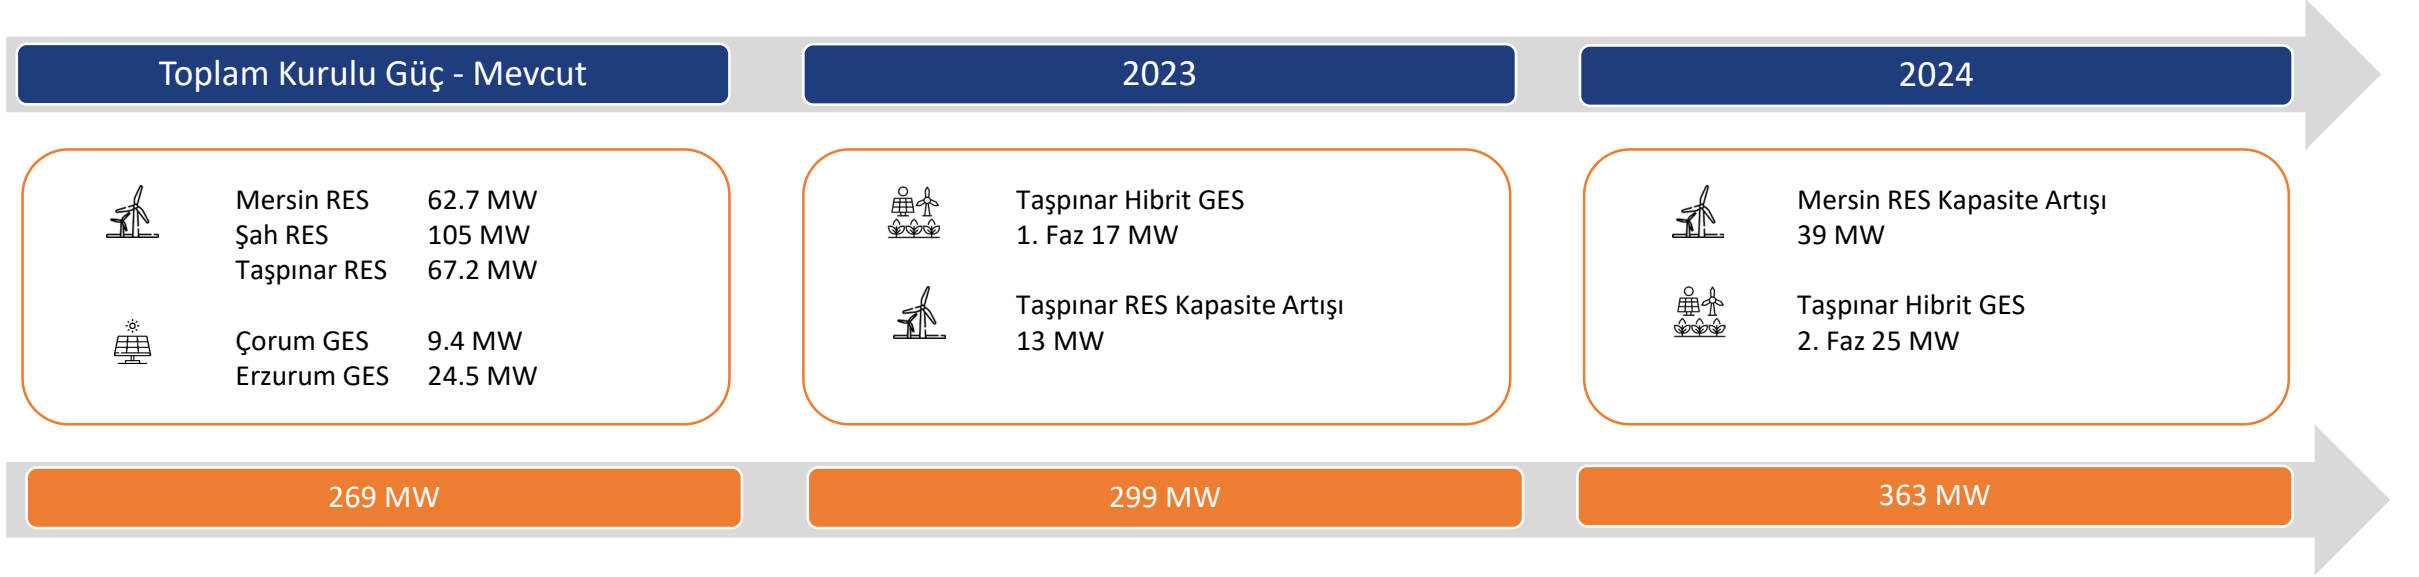 Toplam Kurulu Güç - Mevcut
2023
2024
Mersin RES 62.7 MW
Şah RES 105 MW
Taşpınar RES 67.2 MW
Çorum GES 9.4 MW
Erzurum GES 24.5 MW
Taşpınar Hibrit GES
1. Faz 17 MW
Taşpınar RES Kapasite Artışı
13 MW
Mersin RES Kapasite Artışı
39 MW
Taşpınar Hibrit GES
2. Faz 25 MW
269 MW
299 MW
363 MW